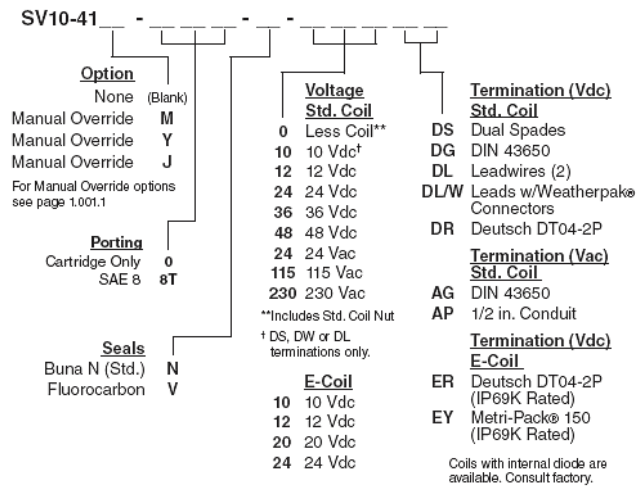 SV10-41__ - ___ - __ - ___ __
Option
None (Blank)
Manual Override M
Manual Override Y
Manual Override J
For Manual Override options
see page 1.001.1
Porting
Cartridge Only 0
SAE 8 8T
Seals
Buna N (Std.) N
Fluorocarbon V
Voltage
Std. Coil
0 Less Coil**
10 10 Vdc†
12 12 Vdc
24 24 Vdc
36 36 Vdc
48 48 Vdc
24 24 Vac
115 115 Vac
230 230 Vac
**Includes Std. Coil Nut
† DS, DW or DL
terminations only.
E-Coil
10 10 Vdc
12 12 Vdc
20 20 Vdc
24 24 Vdc
Termination (Vdc)
Std. Coil
DS Dual Spades
DG DIN 43650
DL Leadwires (2)
DL/W Leads w/Weatherpak®
Connectors
DR Deutsch DT04-2P
Termination (Vac)
Std. Coil
AG DIN 43650
AP 1/2 in. Conduit
Termination (Vdc)
E-Coil
ER Deutsch DT04-2P
(IP69K Rated)
EY Metri-Pack® 150
(IP69K Rated)
Coils with internal diode are
available. Consult factory.